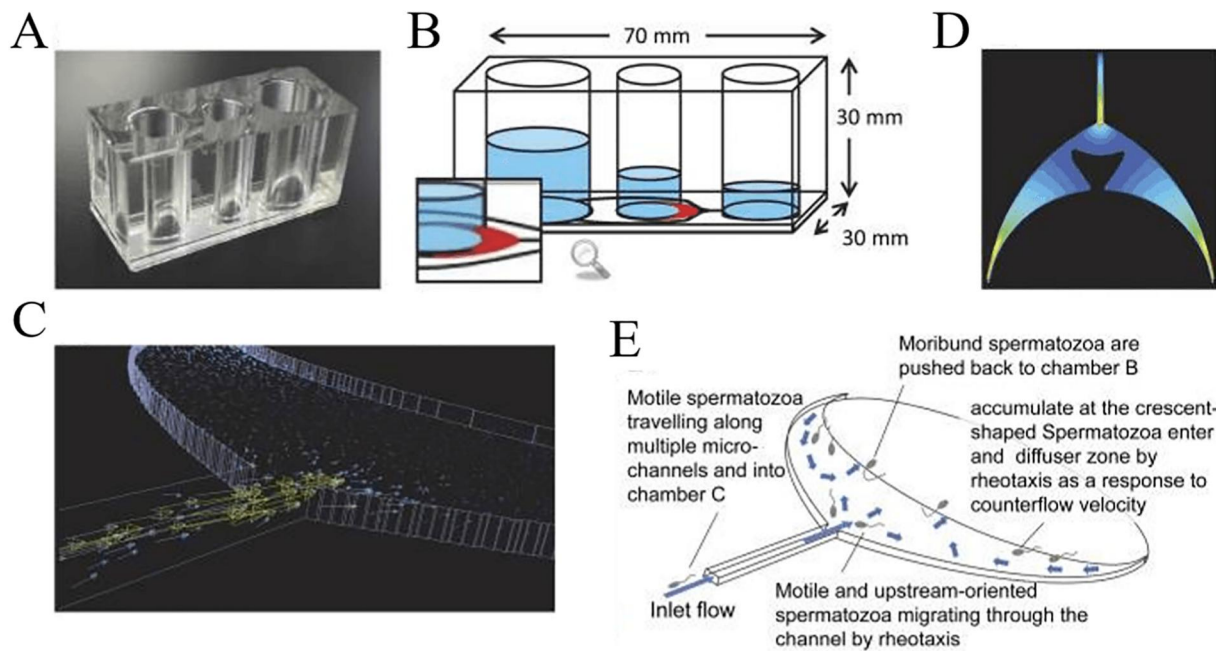 A
B
70 mm
30 mm
30 mm
D
C
E
Moribund spermatozoa are
pushed back to chamber B
Motile spermatozoa
travelling along
multiple micro-
channels and into
chamber C
accumulate at the crescent-
shaped Spermatozoa enter
and diffuser zone by
rheotaxis as a response to
counterflow velocity
Inlet flow
Motile and upstream-oriented
spermatozoa migrating through the
channel by rheotaxis